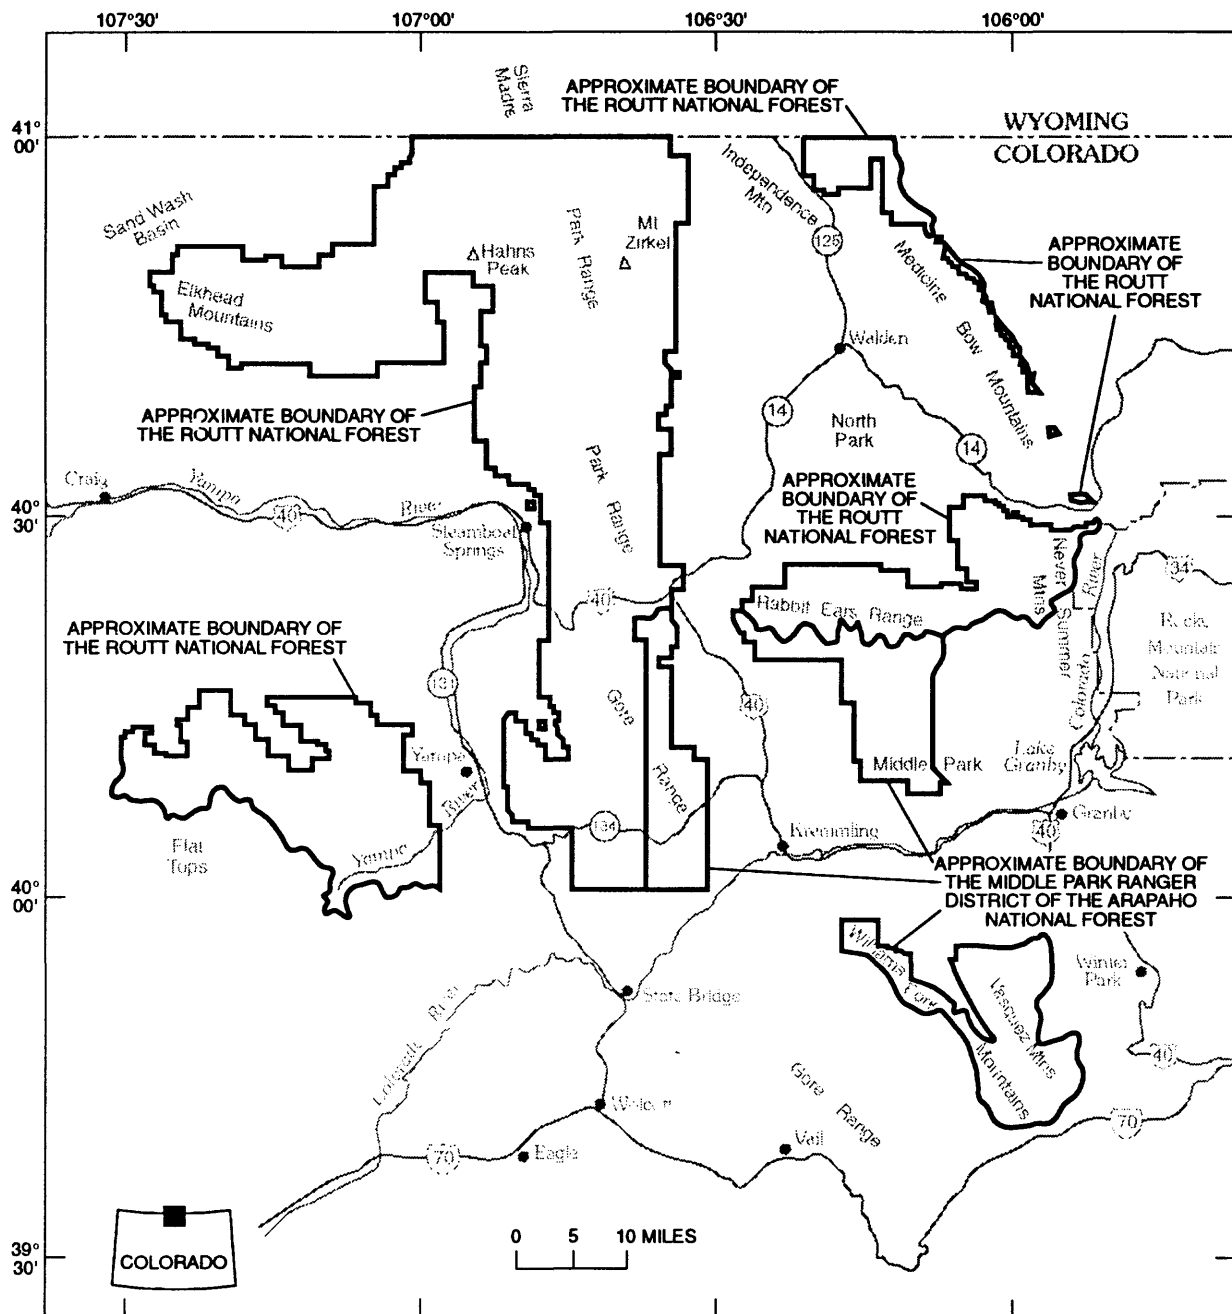 107°30'
107°00'
106°30'
106°00'
Sierra
Madre
APPROXIMATE BOUNDARY OF
THE ROUTT NATIONAL FOREST
41°
00'
WYOMING
COLORADO
Independence
Mtn
Sand Wash
Basin
Park Range
Mt
Zirkel
125
Hahns
Peak
Medicine Bow Mountains
APPROXIMATE
BOUNDARY OF
THE ROUTT
NATIONAL FOREST
Elkhead
Mountains
Walden
APPROXIMATE BOUNDARY OF
THE ROUTT NATIONAL FOREST
14
North
Park
14
Park Range
Craig
Yampa
River
40
APPROXIMATE
BOUNDARY OF
THE ROUTT
NATIONAL FOREST
40°
30'
Steamboat
Springs
Never Summer
Mtns
River
34
40
Rabbit Ears Range
APPROXIMATE BOUNDARY OF
THE ROUTT NATIONAL FOREST
Mountain
National
Park
131
Gore
Range
40
Colorado
Yampa
River
Middle Park
Lake
Granby
134
Kremmling
40
Granby
Flat
Tops
Yampa
APPROXIMATE BOUNDARY OF
THE MIDDLE PARK RANGER
DISTRICT OF THE ARAPAHO
NATIONAL FOREST
40°
00'
Williams Fork
Mountains
Vasquez Mtns
Winter
Park
State Bridge
Colorado River
40
Gore Range
Wolcott
70
Vail
70
Eagle
0 5 10 MILES
COLORADO
39°
30'